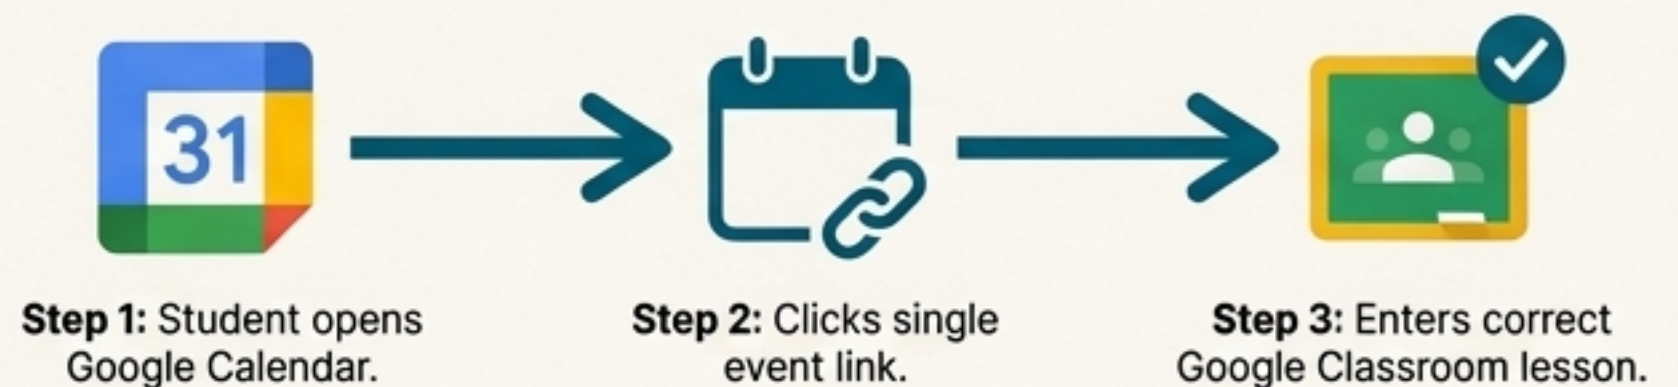 31
Step 1: Student opens
Google Calendar.
Step 2: Clicks single
event link.
Step 3: Enters correct
Google Classroom lesson.